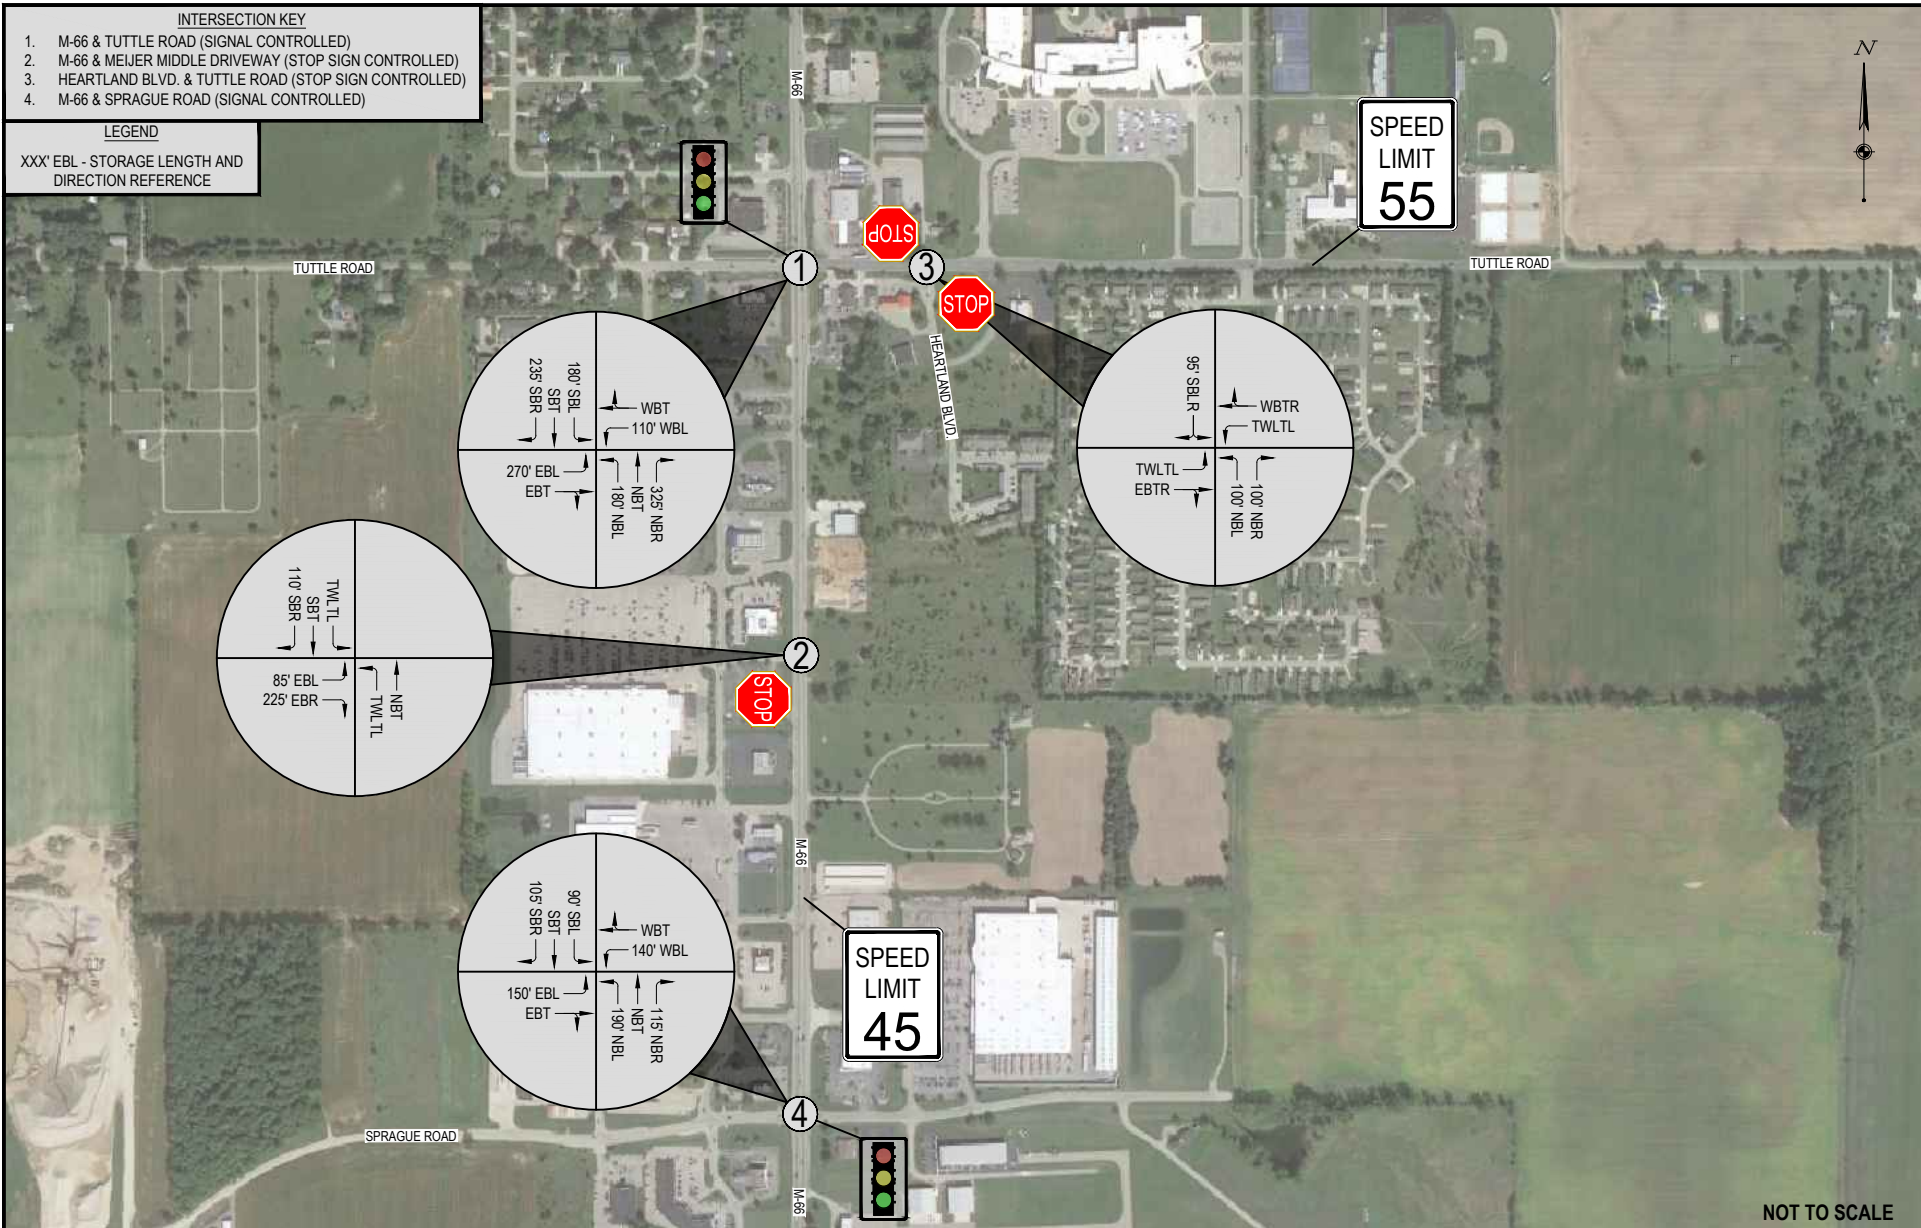 INTERSECTION KEY
1. M-66 & TUTTLE ROAD (SIGNAL CONTROLLED)
2. M-66 & MEIJER MIDDLE DRIVEWAY (STOP SIGN CONTROLLED)
3. HEARTLAND BLVD. & TUTTLE ROAD (STOP SIGN CONTROLLED)
4. M-66 & SPRAGUE ROAD (SIGNAL CONTROLLED)
LEGEND
XXX' EBL - STORAGE LENGTH AND
DIRECTION REFERENCE
M-66
N
SPEED
LIMIT
55
STOP
TUTTLE ROAD
1
3
TUTTLE ROAD
STOP
HEARTLAND BLVD.
235' SBR
SBT
180' SBL
WBT
110' WBL
270' EBL
EBT
180' NBL
NBT
325' NBR
95' SBLR
WBTR
TWLTL
TWLTL
EBTR
100' NBL
100' NBR
110' SBR
SBT
TWLTL
85' EBL
225' EBR
TWLTL
NBT
2
STOP
M-66
105' SBR
SBT
90' SBL
WBT
140' WBL
150' EBL
EBT
190' NBL
NBT
115' NBR
SPEED
LIMIT
45
4
SPRAGUE ROAD
M-66
NOT TO SCALE